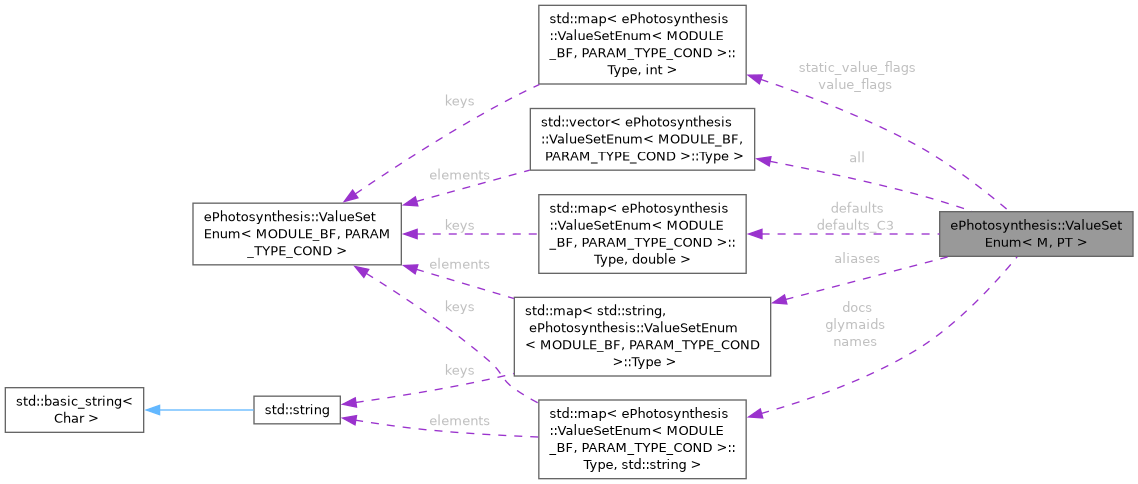 std::map< ePhotosynthesis
::ValueSetEnum< MODULE
_BF, PARAM_TYPE_COND >::
Type, int >
static_value_flags
value_flags
keys
std::vector< ePhotosynthesis
::ValueSetEnum< MODULE_BF,
PARAM_TYPE_COND >::Type >
all
elements
ePhotosynthesis::ValueSet
Enum< MODULE_BF, PARAM
_TYPE_COND >
keys
std::map< ePhotosynthesis
::ValueSetEnum< MODULE
_BF, PARAM_TYPE_COND >::
Type, double >
defaults
defaults_C3
ePhotosynthesis::ValueSet
Enum< M, PT >
elements
aliases
std::map< std::string,
ePhotosynthesis::ValueSetEnum
< MODULE_BF, PARAM_TYPE_COND
>::Type >
keys
docs
glymaids
names
keys
std::basic_string<
Char >
std::string
elements
std::map< ePhotosynthesis
::ValueSetEnum< MODULE
_BF, PARAM_TYPE_COND >::
Type, std::string >